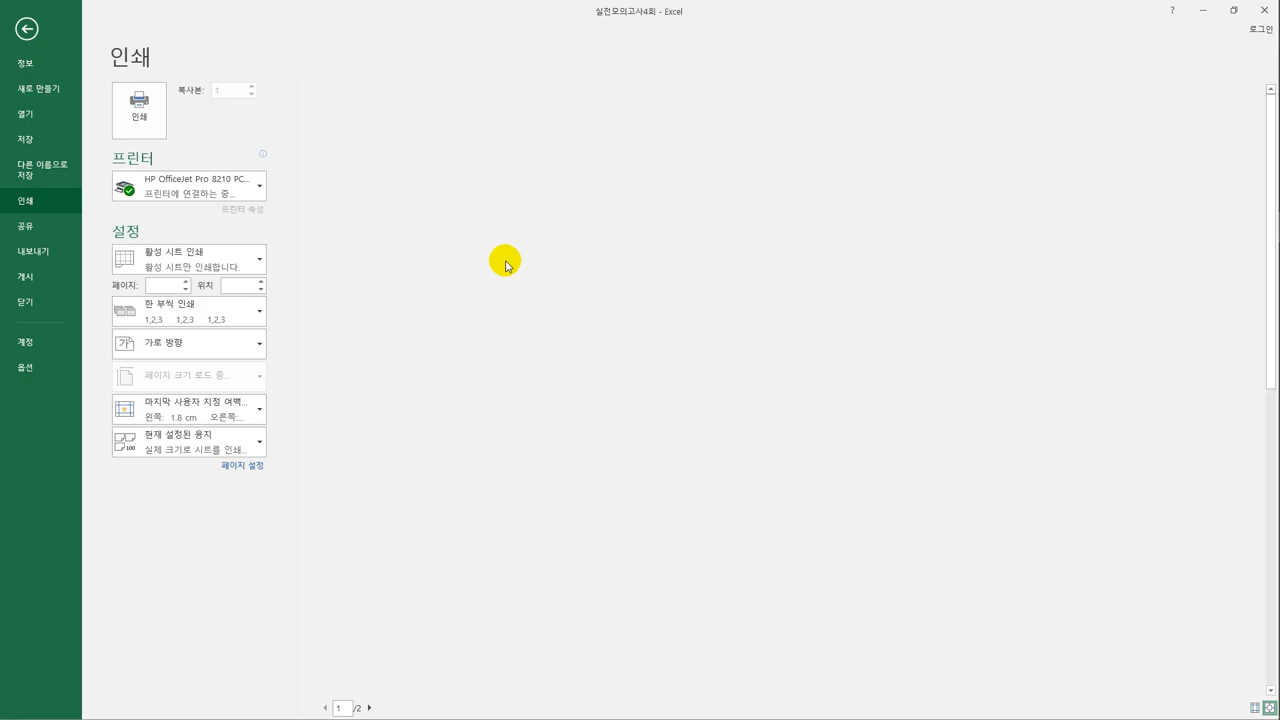 실전모의고사4회 - Excel
?
로그인
정보
새로 만들기
열기
저장
다른 이름으로
저장
인쇄
공유
내보내기
게시
닫기
계정
옵션
인쇄
인쇄
복사본: 1
프린터
HP OfficeJet Pro 8210 PC...
프린터에 연결하는 중...
프린터 속성
설정
활성 시트 인쇄
활성 시트만 인쇄합니다.
페이지: 위치
한 부씩 인쇄
1,2,3 1,2,3 1,2,3
가로 방향
페이지 크기 로드 중...
마지막 사용자 지정 여백...
왼쪽: 1.8 cm 오른쪽:...
현재 설정된 용지
실제 크기로 시트를 인쇄...
페이지 설정
1 /2